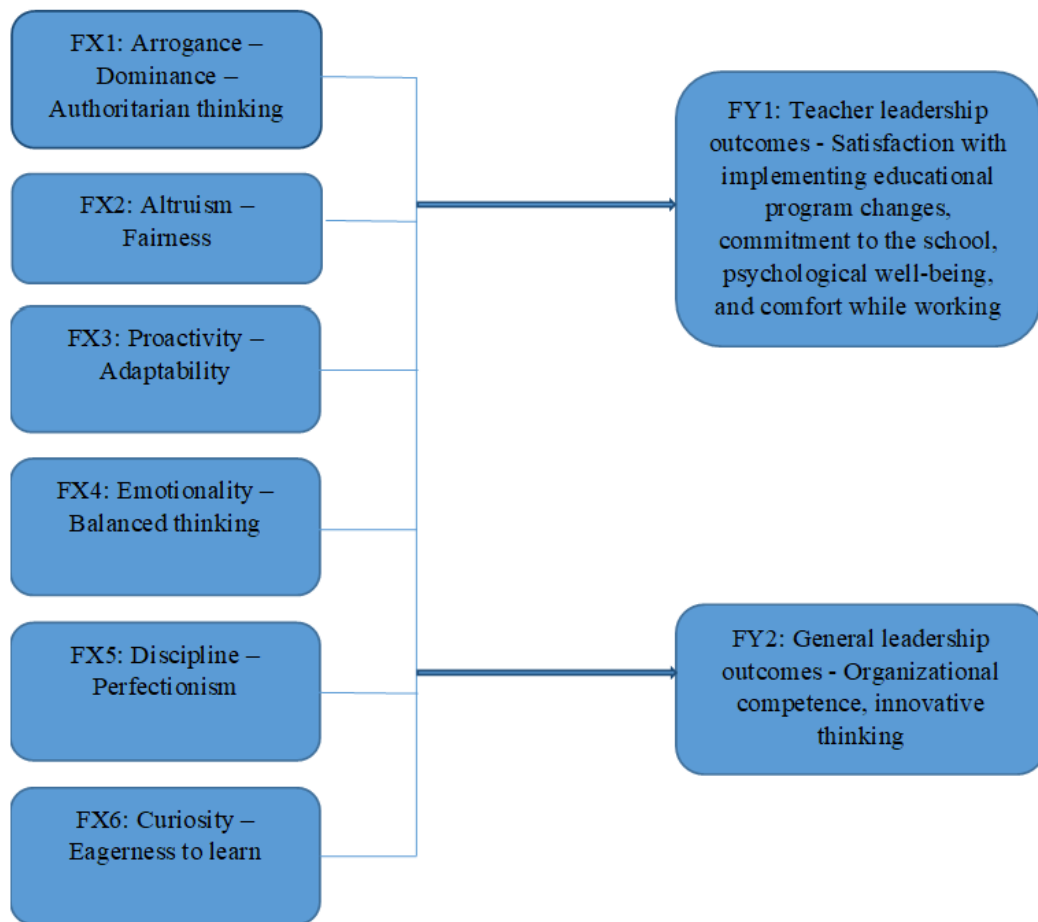 FX1: Arrogance –
Dominance –
Authoritarian thinking
FX2: Altruism –
Fairness
FX3: Proactivity –
Adaptability
FX4: Emotionality –
Balanced thinking
FX5: Discipline –
Perfectionism
FX6: Curiosity –
Eagerness to learn
FY1: Teacher leadership
outcomes - Satisfaction with
implementing educational
program changes,
commitment to the school,
psychological well-being,
and comfort while working
FY2: General leadership
outcomes - Organizational
competence, innovative
thinking